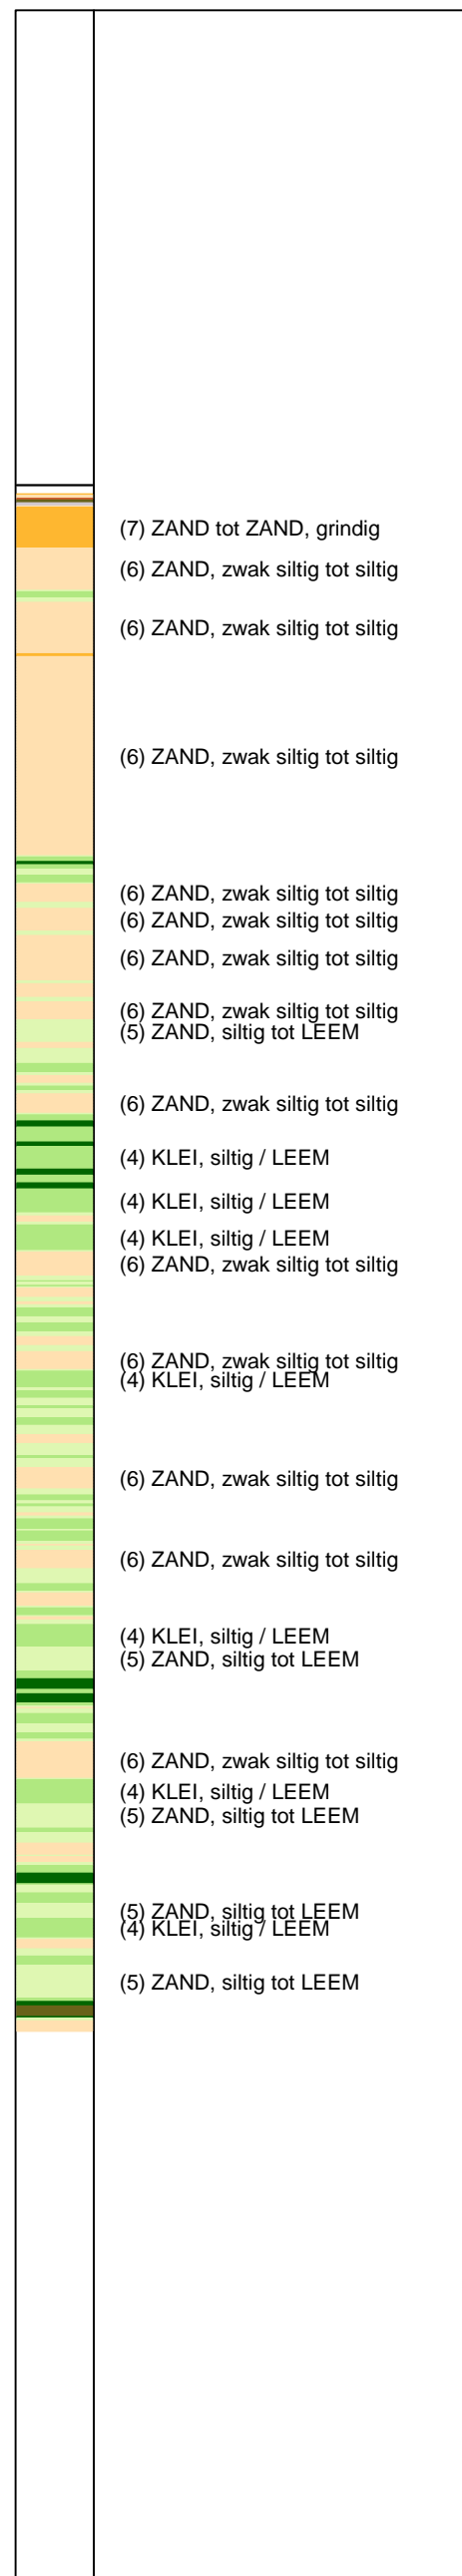 (7) ZAND tot ZAND, grindig
(6) ZAND, zwak siltig tot siltig
(6) ZAND, zwak siltig tot siltig
(6) ZAND, zwak siltig tot siltig
(6) ZAND, zwak siltig tot siltig
(6) ZAND, zwak siltig tot siltig
(6) ZAND, zwak siltig tot siltig
(6) ZAND, zwak siltig tot siltig
(5) ZAND, siltig tot LEEM
(6) ZAND, zwak siltig tot siltig
(4) KLEI, siltig / LEEM
(4) KLEI, siltig / LEEM
(4) KLEI, siltig / LEEM
(6) ZAND, zwak siltig tot siltig
(6) ZAND, zwak siltig tot siltig
(4) KLEI, siltig / LEEM
(6) ZAND, zwak siltig tot siltig
(6) ZAND, zwak siltig tot siltig
(4) KLEI, siltig / LEEM
(5) ZAND, siltig tot LEEM
(6) ZAND, zwak siltig tot siltig
(4) KLEI, siltig / LEEM
(5) ZAND, siltig tot LEEM
(5) ZAND, siltig tot LEEM
(4) KLEI, siltig / LEEM
(5) ZAND, siltig tot LEEM